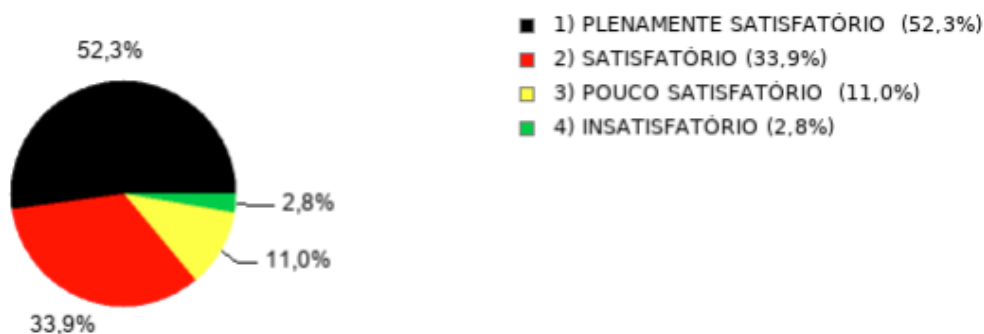 52,3%
1) PLENAMENTE SATISFATÓRIO (52,3%)
2) SATISFATÓRIO (33,9%)
3) POUCO SATISFATÓRIO (11,0%)
4) INSATISFATÓRIO (2,8%)
2,8%
11,0%
33,9%